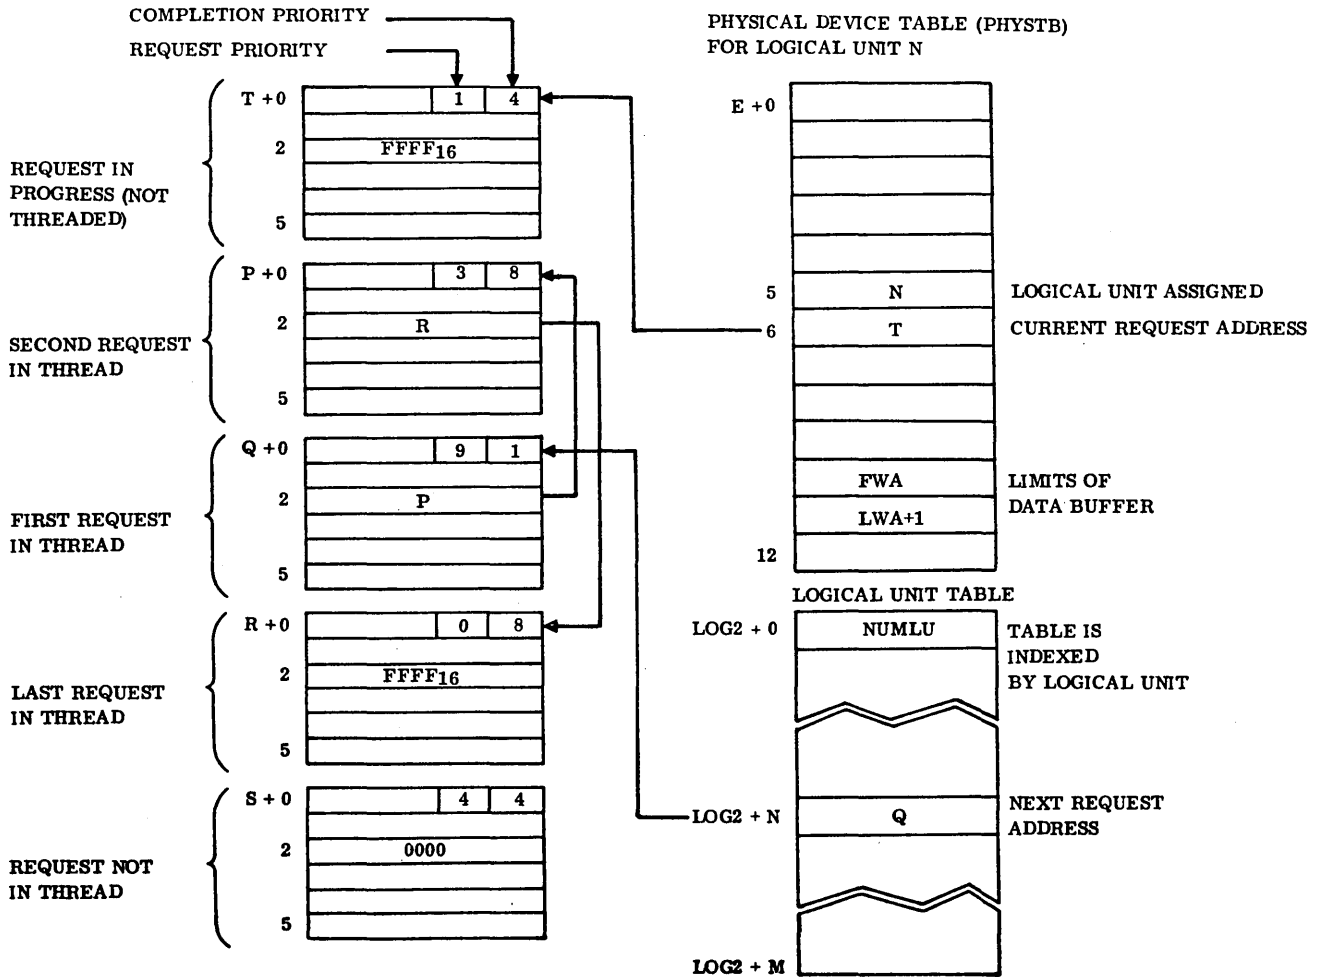 COMPLETION PRIORITY
REQUEST PRIORITY
T +0
1
4
2
FFFF16
5
REQUEST IN
PROGRESS (NOT
THREADED)
P +0
3
8
2
R
5
SECOND REQUEST
IN THREAD
Q +0
9
1
2
P
5
FIRST REQUEST
IN THREAD
R +0
0
8
2
FFFF16
5
LAST REQUEST
IN THREAD
S + 0
4
4
2
0000
5
REQUEST NOT
IN THREAD
PHYSICAL DEVICE TABLE (PHYSTB)
FOR LOGICAL UNIT N
E +0
5
N
LOGICAL UNIT ASSIGNED
6
T
CURRENT REQUEST ADDRESS
FWA
LIMITS OF
DATA BUFFER
LWA+1
12
LOGICAL UNIT TABLE
LOG2 + 0
NUMLU
TABLE IS
INDEXED
BY LOGICAL UNIT
LOG2 + N
Q
NEXT REQUEST
ADDRESS
LOG2 + M